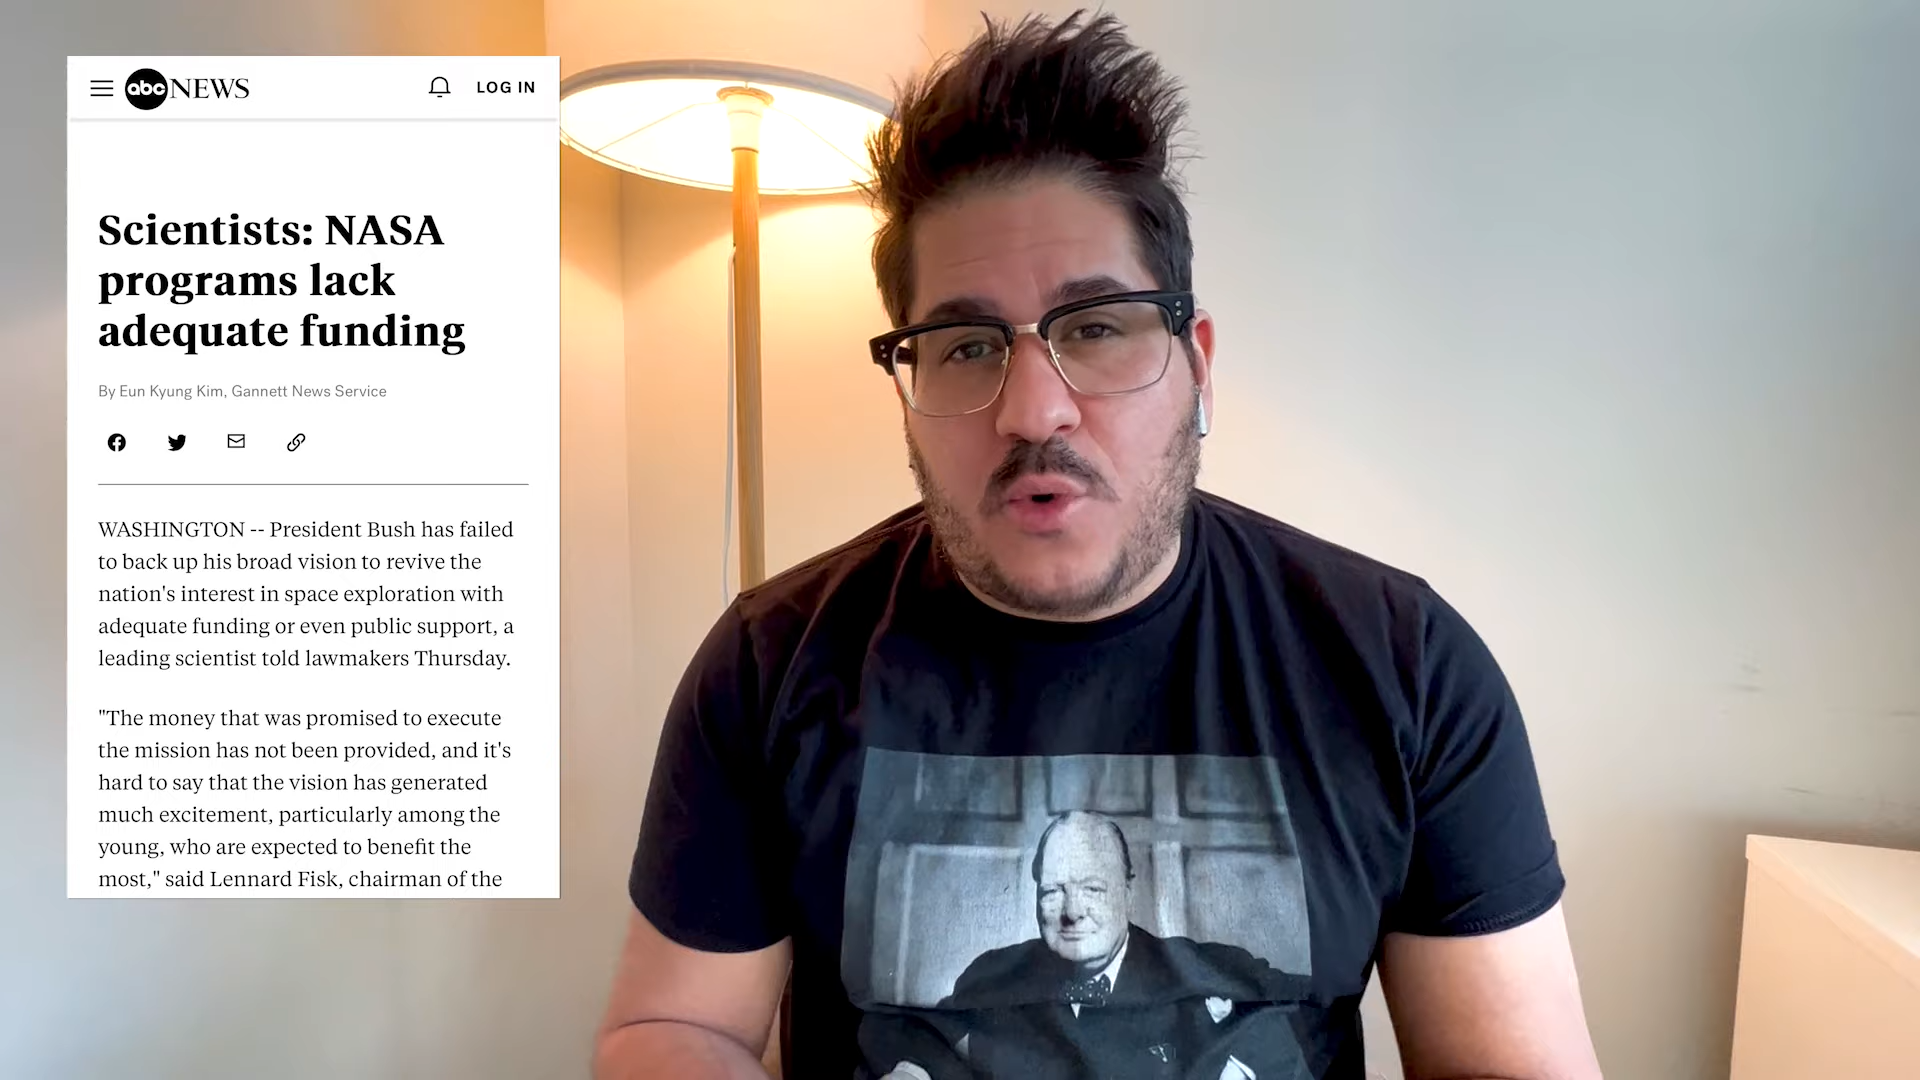 abc NEWS
LOG IN
Scientists: NASA
programs lack
adequate funding
By Eun Kyung Kim, Gannett News Service
WASHINGTON -- President Bush has failed
to back up his broad vision to revive the
nation's interest in space exploration with
adequate funding or even public support, a
leading scientist told lawmakers Thursday.
"The money that was promised to execute
the mission has not been provided, and it's
hard to say that the vision has generated
much excitement, particularly among the
young, who are expected to benefit the
most," said Lennard Fisk, chairman of the